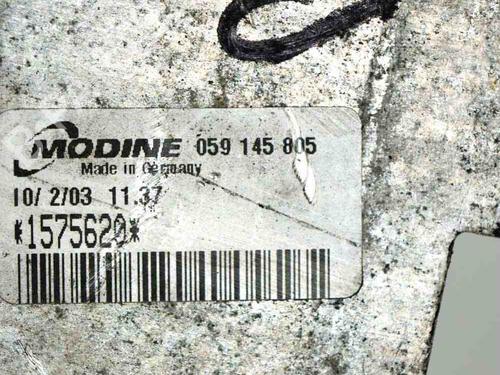 MODINE 059 145 805
Made in Germany
10/ 2/03 11.37
*1575620*